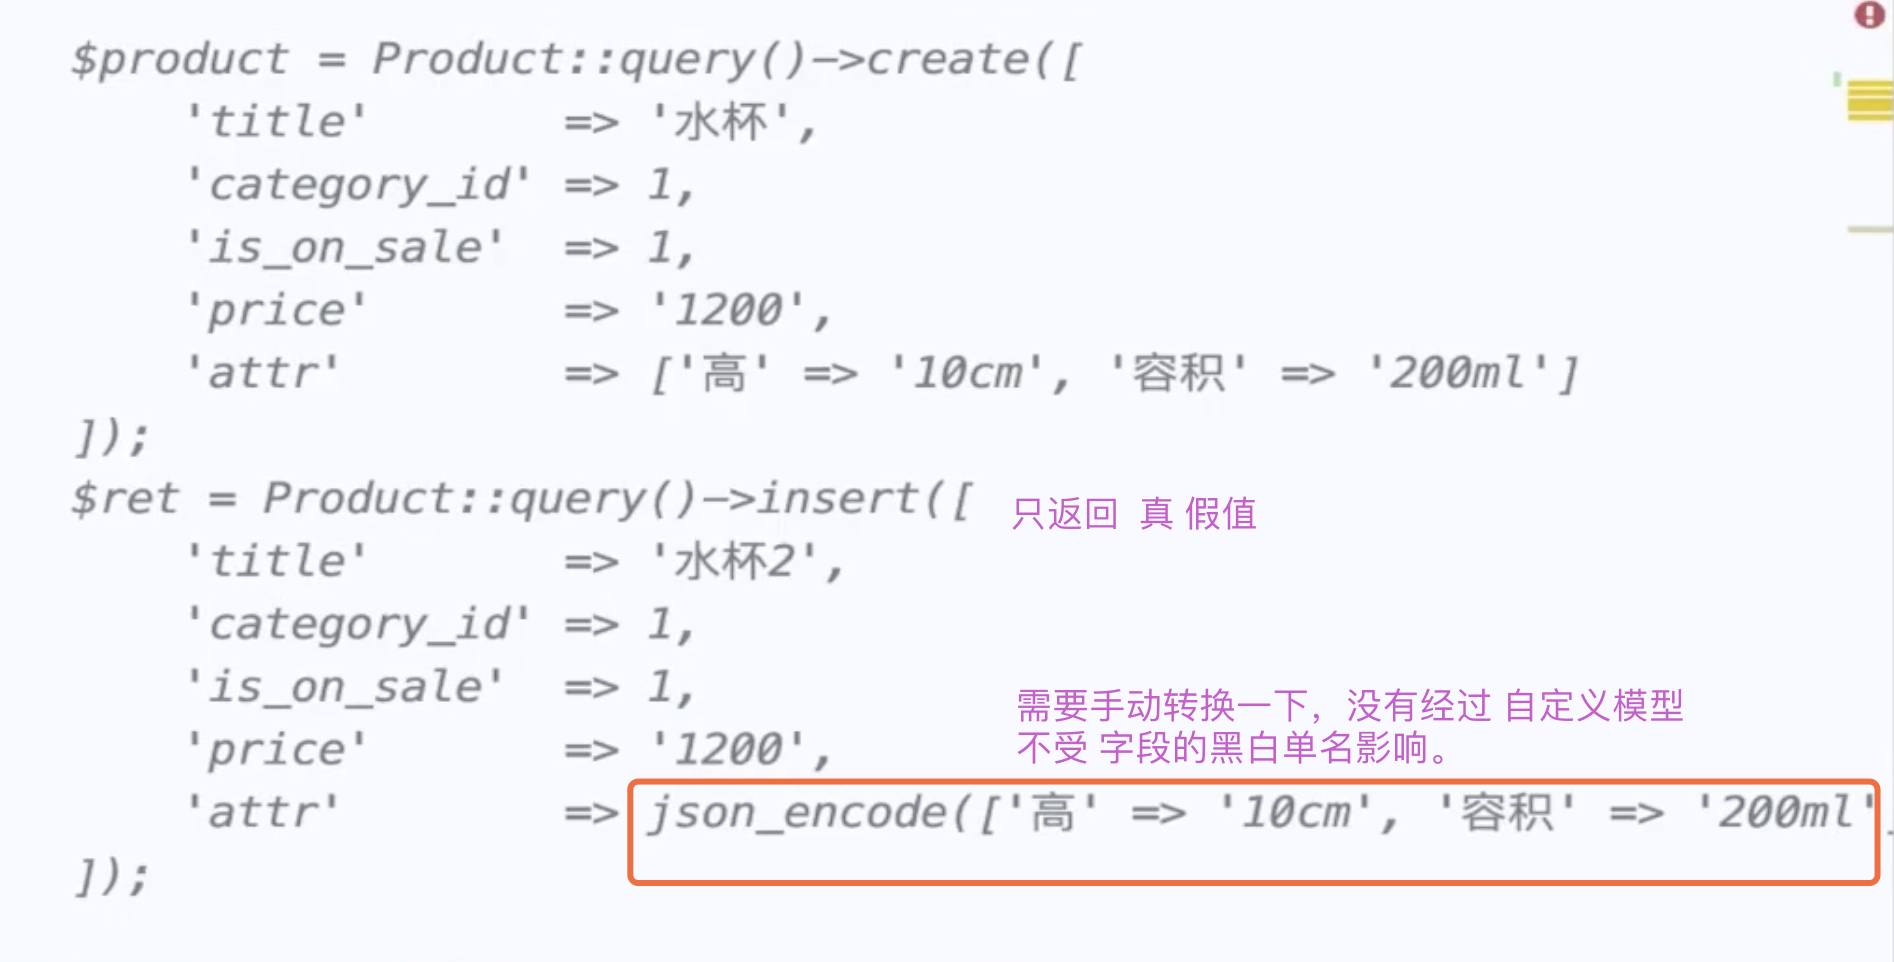 $product = Product::query()->create([
    'title'       => '水杯',
    'category_id' => 1,
    'is_on_sale'  => 1,
    'price'       => '1200',
    'attr'        => ['高' => '10cm', '容积' => '200ml']
]);
$ret = Product::query()->insert([ 只返回 真 假值
    'title'       => '水杯2',
    'category_id' => 1,
    'is_on_sale'  => 1,
需要手动转换一下，没有经过 自定义模型
    'price'       => '1200',
不受 字段的黑白单名影响。
    'attr'        => json_encode(['高' => '10cm', '容积' => '200ml'
]);